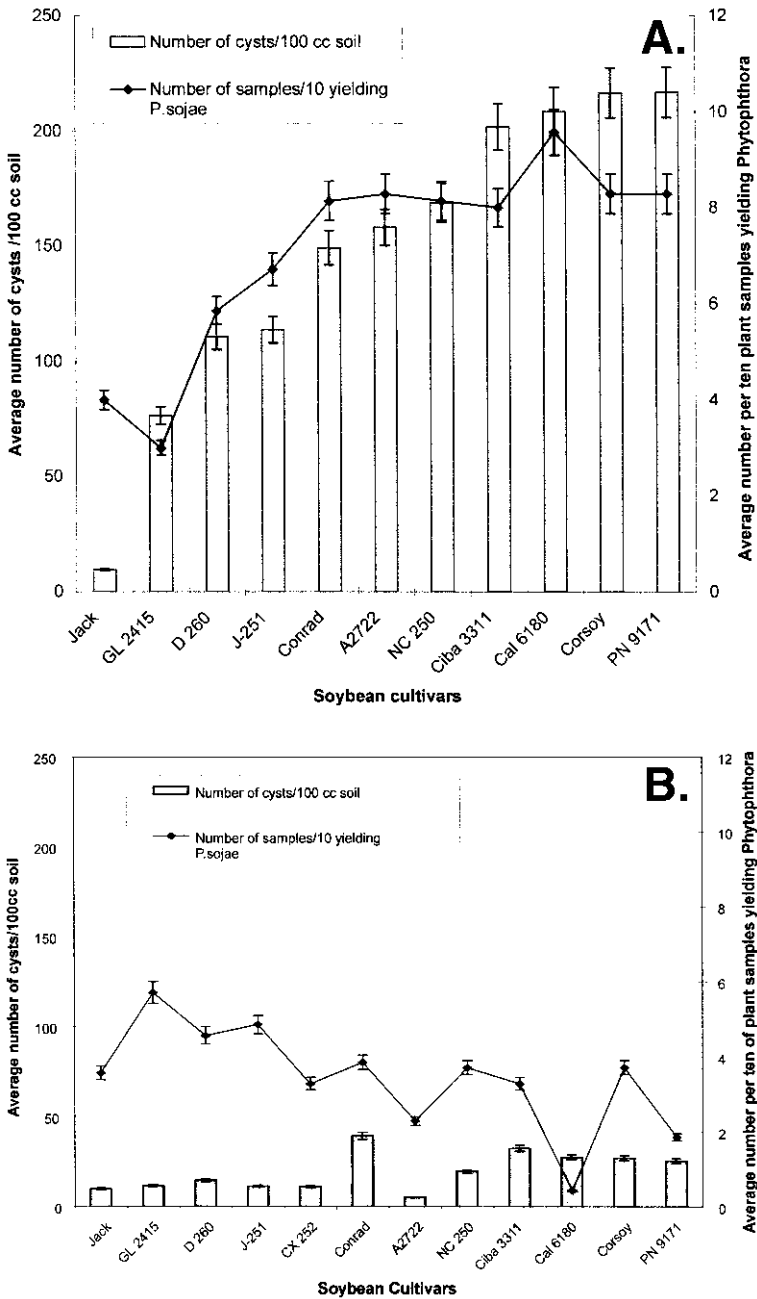 A.
Number of cysts/100 cc soil
Number of samples/10 yielding
P.sojae
250
200
150
100
50
0
Average number of cysts /100 cc soil
12
10
8
6
4
2
0
Average number per ten plant samples yielding Phytophthora
Jack
GL 2415
D 260
J-251
Conrad
A2722
NC 250
Ciba 3311
Cal 6180
Corsoy
PN 9171
Soybean cultivars
B.
Number of cysts/100 cc soil
Number of samples/10 yielding
P.sojae
250
200
150
100
50
0
Average number of cysts/100cc soil
12
10
8
6
4
2
0
Average number per ten of plant samples yielding Phytophthora
Jack
GL 2415
D 260
J-251
CX 252
Conrad
A2722
NC 250
Ciba 3311
Cal 6180
Corsoy
PN 9171
Soybean Cultivars